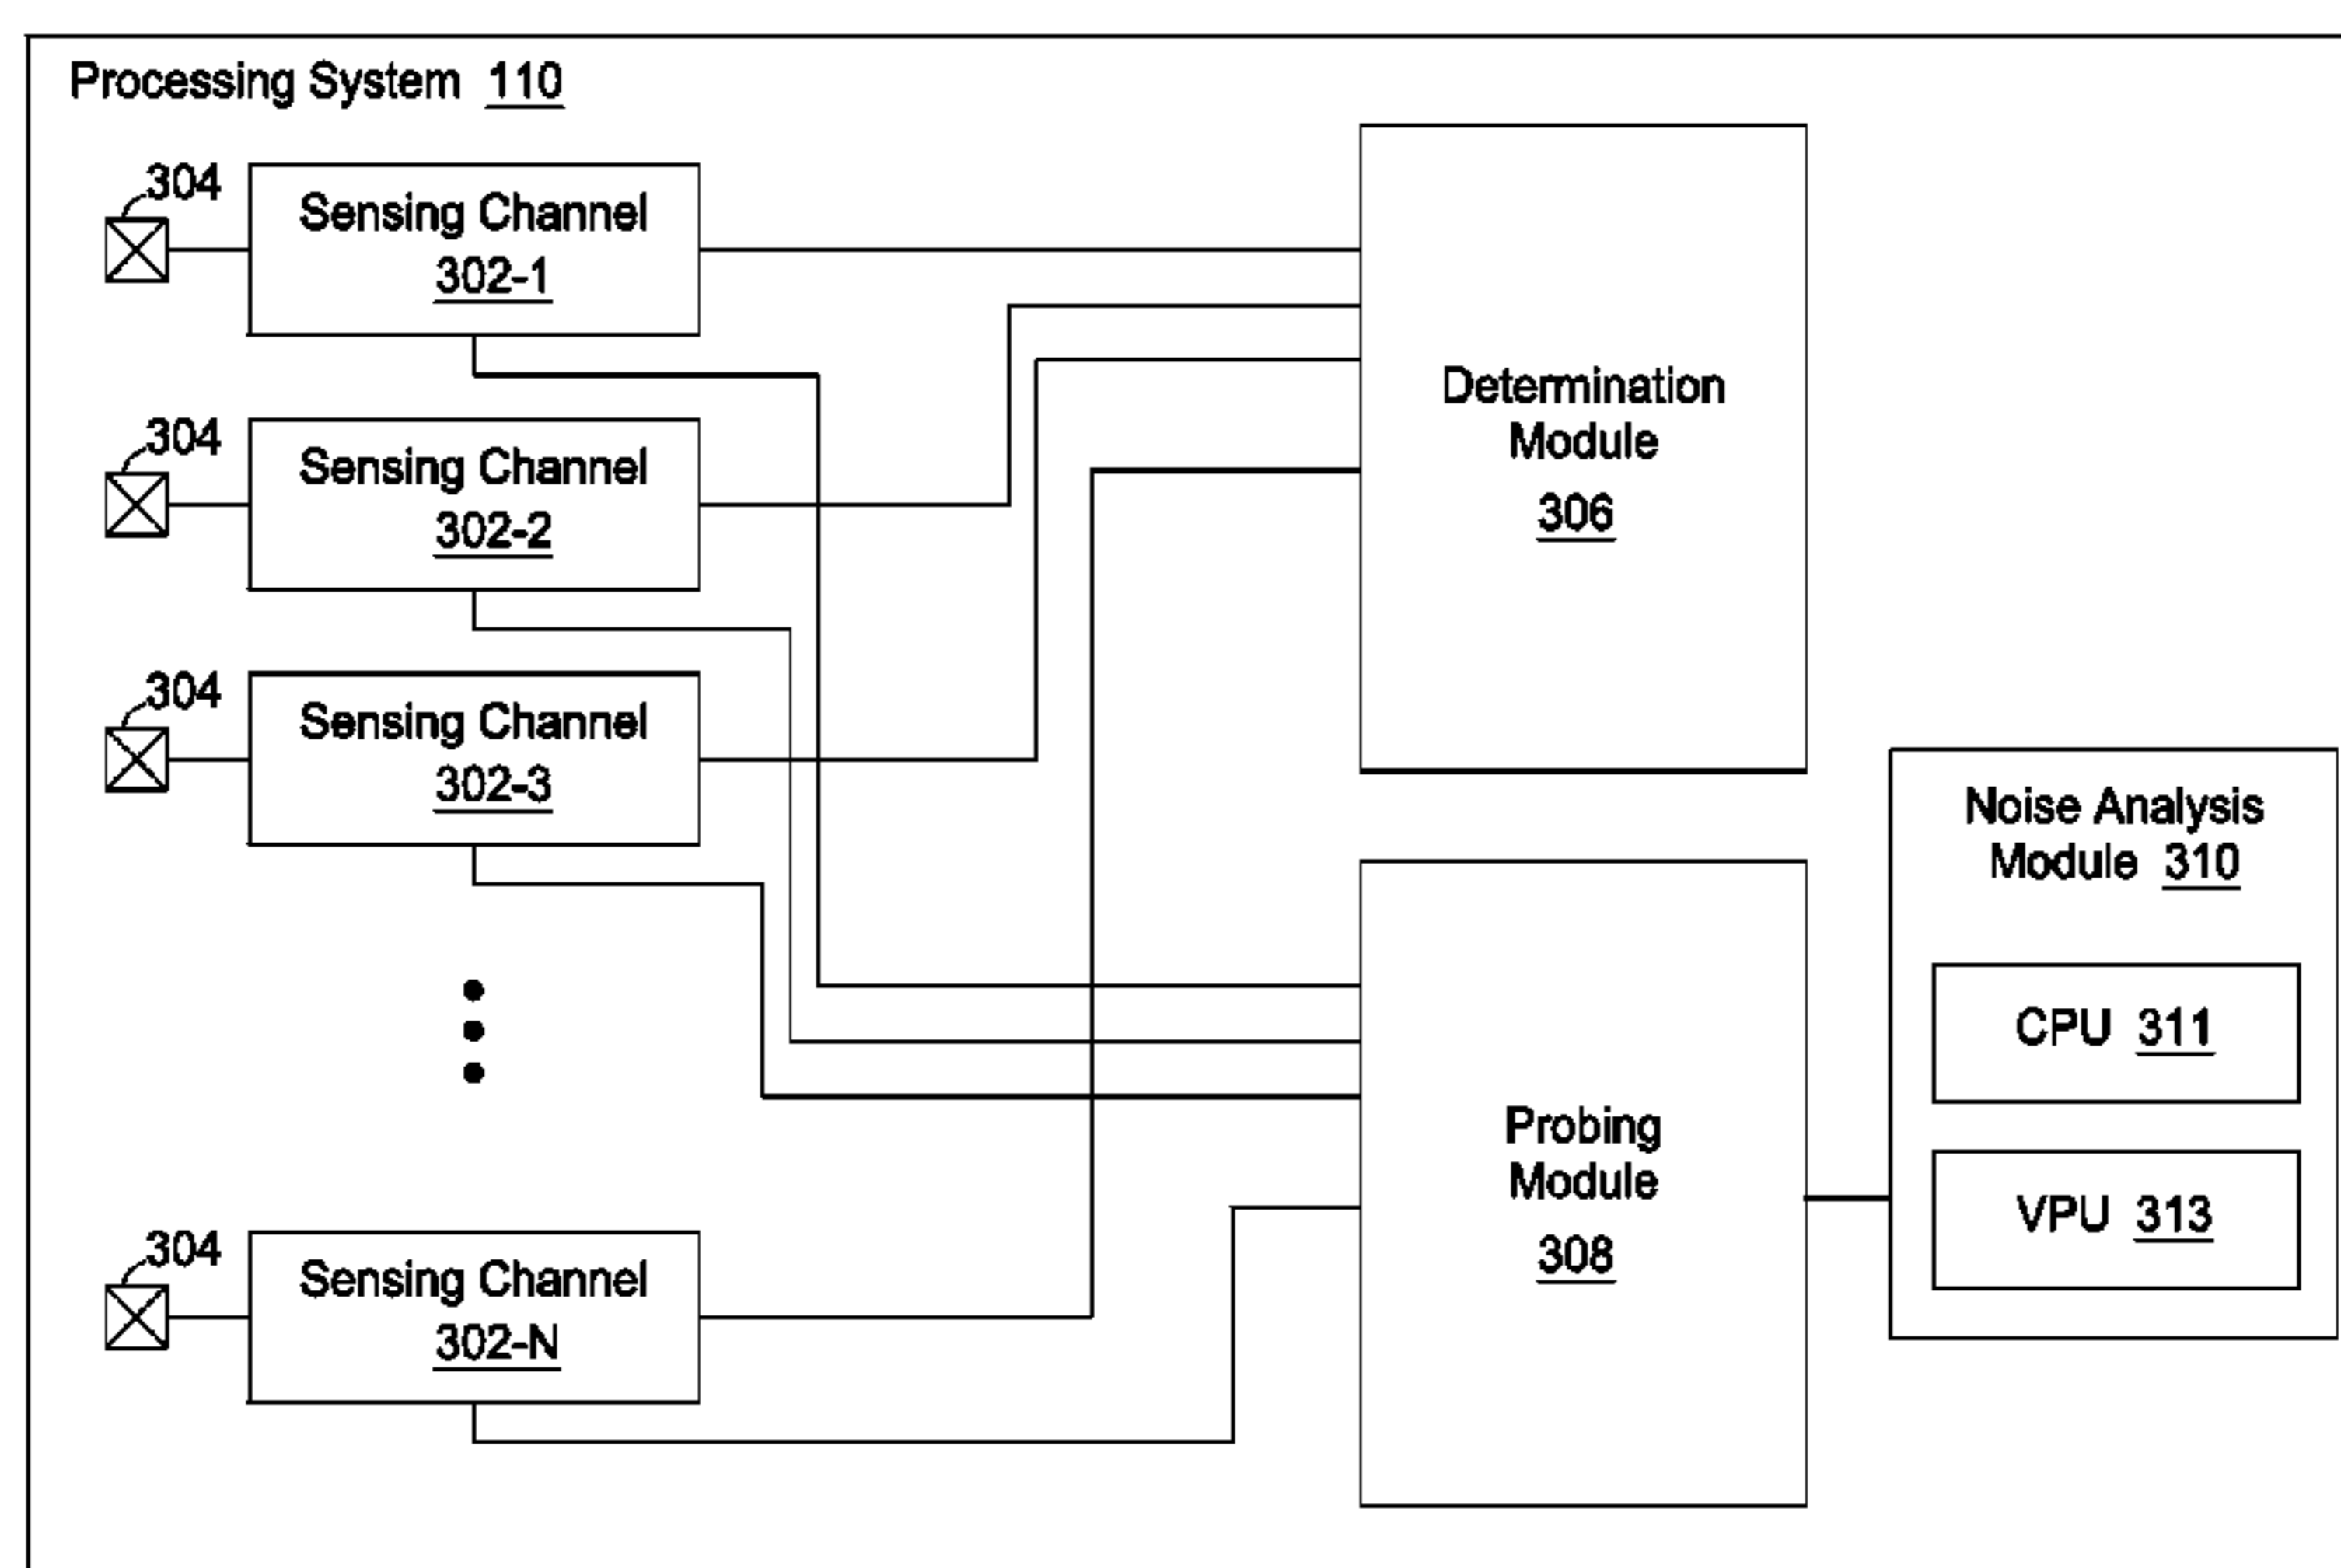 Processing System 110
304
Sensing Channel
302-1
304
Sensing Channel
302-2
304
Sensing Channel
302-3
304
Sensing Channel
302-N
Determination
Module
306
Probing
Module
308
Noise Analysis
Module 310
CPU 311
VPU 313